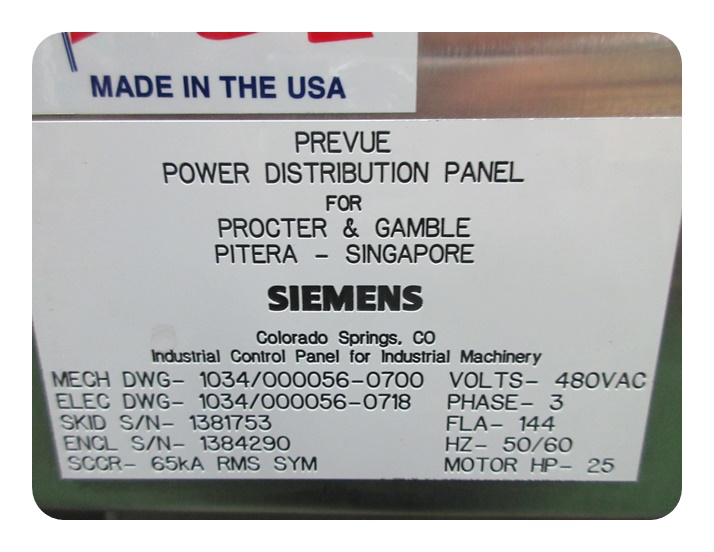 MADE IN THE USA
PREVUE
POWER DISTRIBUTION PANEL
FOR
PROCTER & GAMBLE
PITERA - SINGAPORE
SIEMENS
Colorado Springs, CO
Industrial Control Panel for Industrial Machinery
MECH DWG- 1034/000056-0700 VOLTS- 480VAC
ELEC DWG- 1034/000056-0718 PHASE- 3
SKID S/N- 1381753 FLA- 144
ENCL S/N- 1384290 HZ- 50/60
SCCR- 65kA RMS SYM MOTOR HP- 25